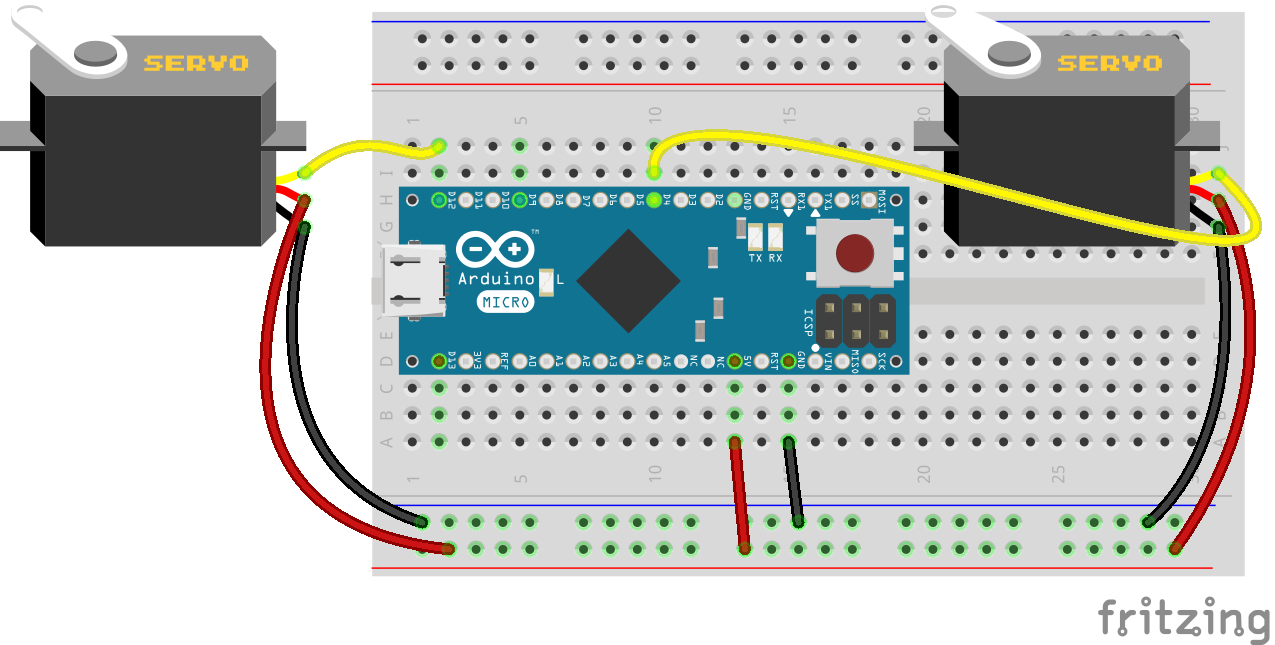 SERVO
SERVO
1 5 10 15 20 30
J
I
H
G
D12 D11 D10 D9 D8 D7 D6 D5 D4 D3 D2 GND RST RX1 TX1 SS MOSI
TM
Arduino
MICRO
L
TX RX
ICSP
E
D
D13 3V3 REF A0 A1 A2 A3 A4 A5 NC NC 5V RST GND VIN MISO SCK
C
B B
A A
1 5 10 20 25
fritzing